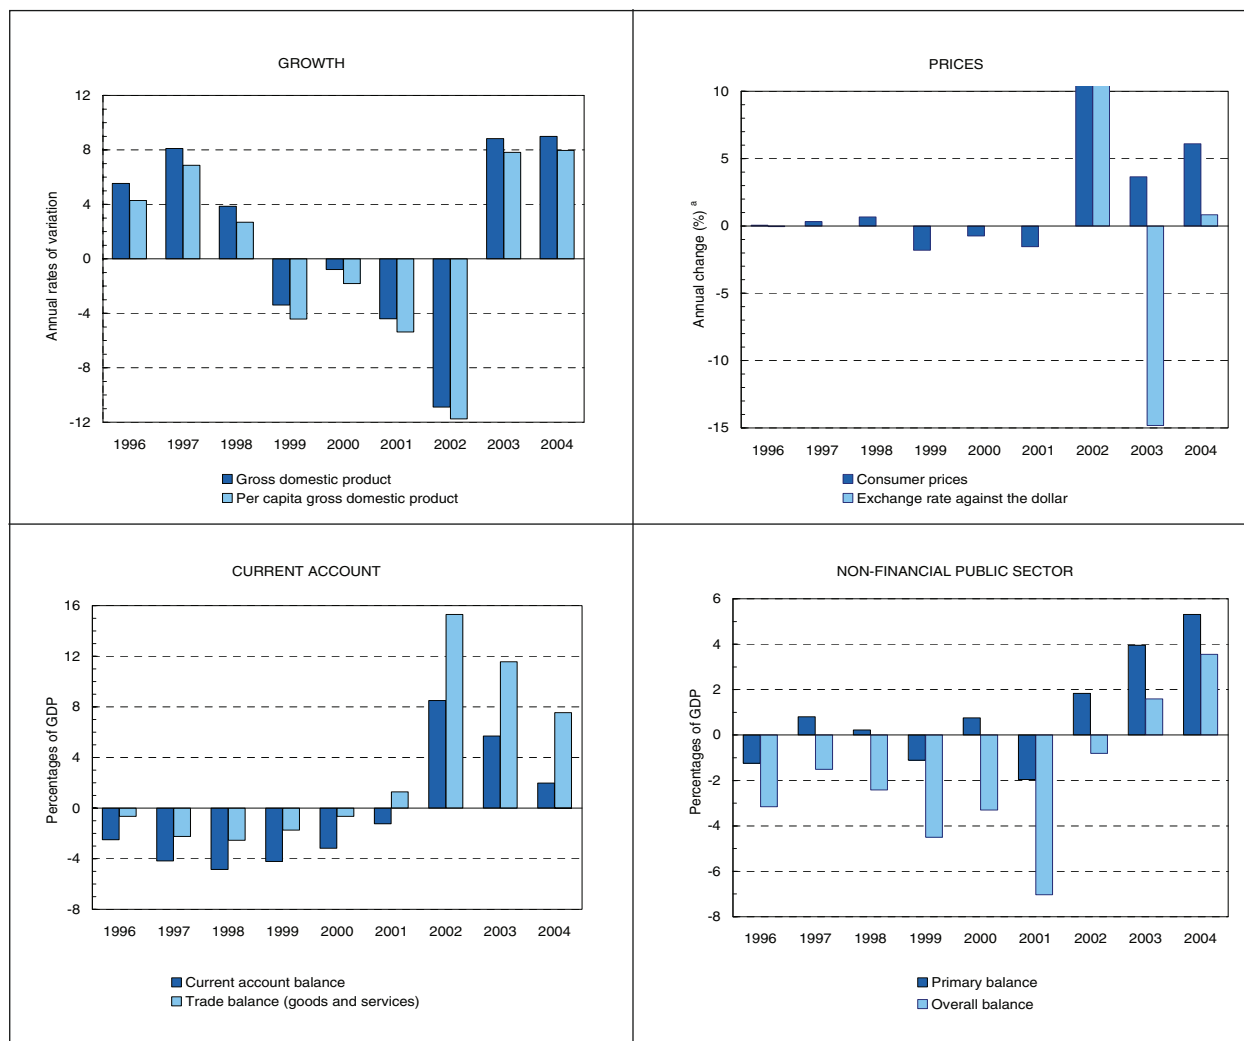 GROWTH
Annual rates of variation
12
8
4
0
-4
-8
-12
1996 1997 1998 1999 2000 2001 2002 2003 2004
Gross domestic product
Per capita gross domestic product
PRICES
Annual change (%) a
10
5
0
-5
-10
-15
1996 1997 1998 1999 2000 2001 2002 2003 2004
Consumer prices
Exchange rate against the dollar
CURRENT ACCOUNT
Percentages of GDP
16
12
8
4
0
-4
-8
1996 1997 1998 1999 2000 2001 2002 2003 2004
Current account balance
Trade balance (goods and services)
NON-FINANCIAL PUBLIC SECTOR
Percentages of GDP
6
4
2
0
-2
-4
-6
-8
1996 1997 1998 1999 2000 2001 2002 2003 2004
Primary balance
Overall balance